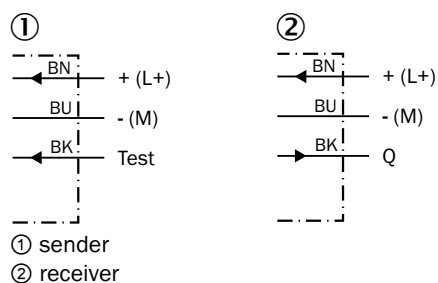 ① ②
BN + (L+) BN + (L+)
BU - (M) BU - (M)
BK Test BK Q
① sender
② receiver